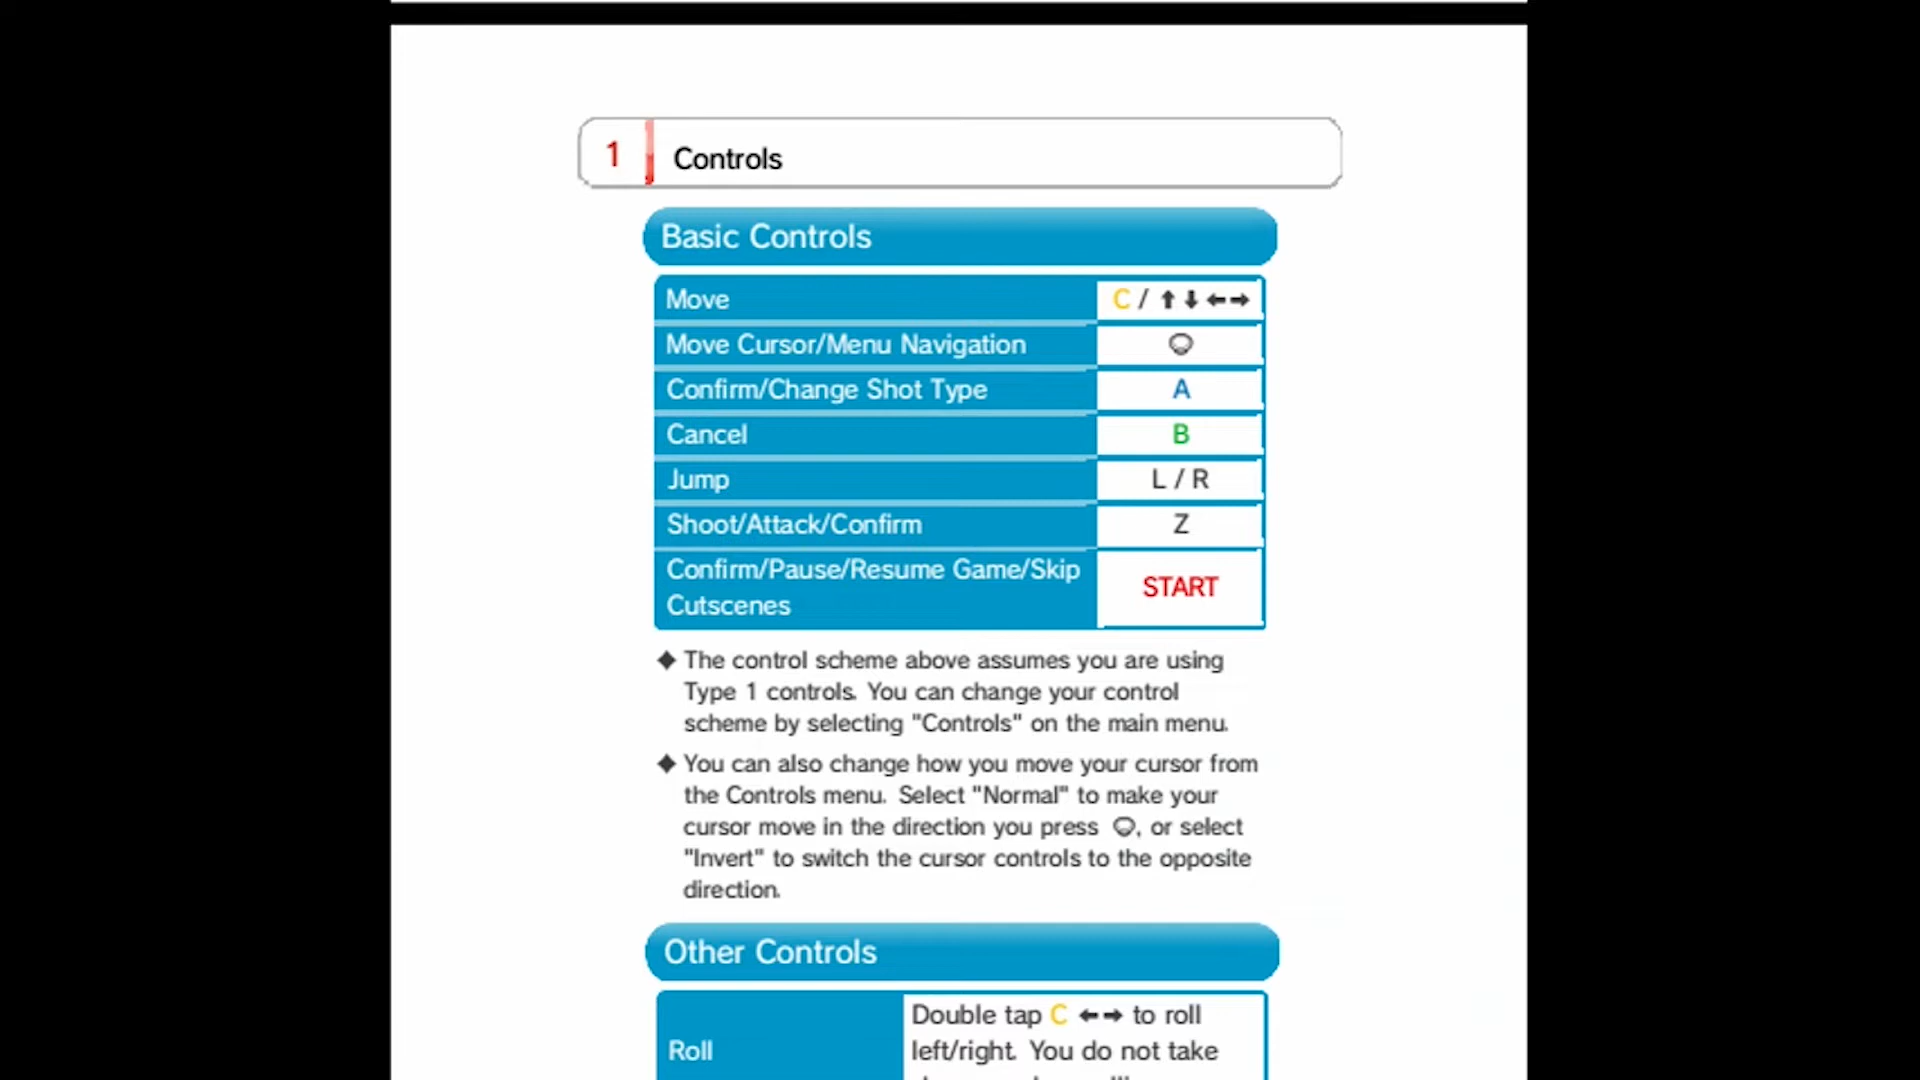 1 Controls
Basic Controls
Move C / ⬆⬇⬅➡
Move Cursor/Menu Navigation
Confirm/Change Shot Type A
Cancel B
Jump L / R
Shoot/Attack/Confirm Z
Confirm/Pause/Resume Game/Skip
Cutscenes
START
◆ The control scheme above assumes you are using
Type 1 controls. You can change your control
scheme by selecting "Controls" on the main menu.
◆ You can also change how you move your cursor from
the Controls menu. Select "Normal" to make your
cursor move in the direction you press , or select
"Invert" to switch the cursor controls to the opposite
direction.
Other Controls
Roll
Double tap C ⬅➡ to roll
left/right. You do not take